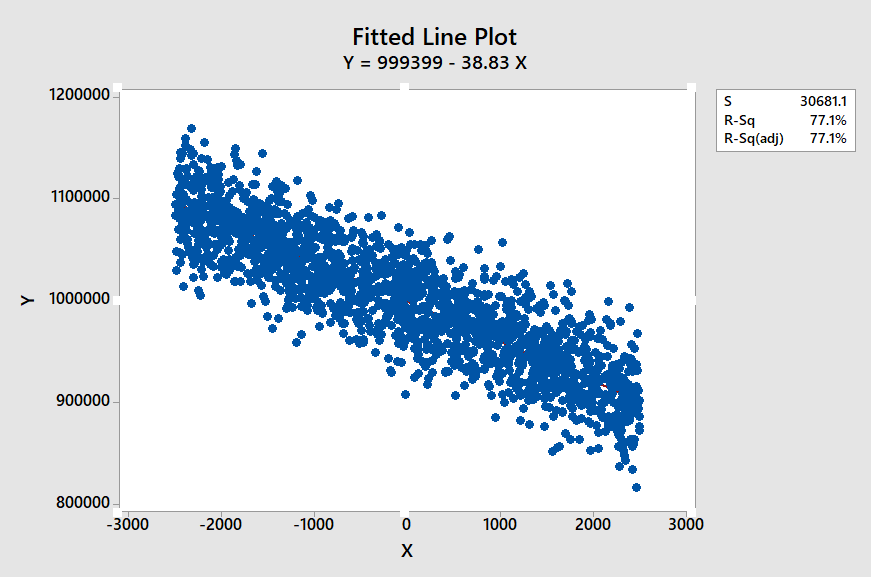 Fitted Line Plot
Y = 999399 - 38.83 X
S 30681.1
R-Sq 77.1%
R-Sq(adj) 77.1%
1200000
1100000
1000000
900000
800000
Y
-3000 -2000 -1000 0 1000 2000 3000
X